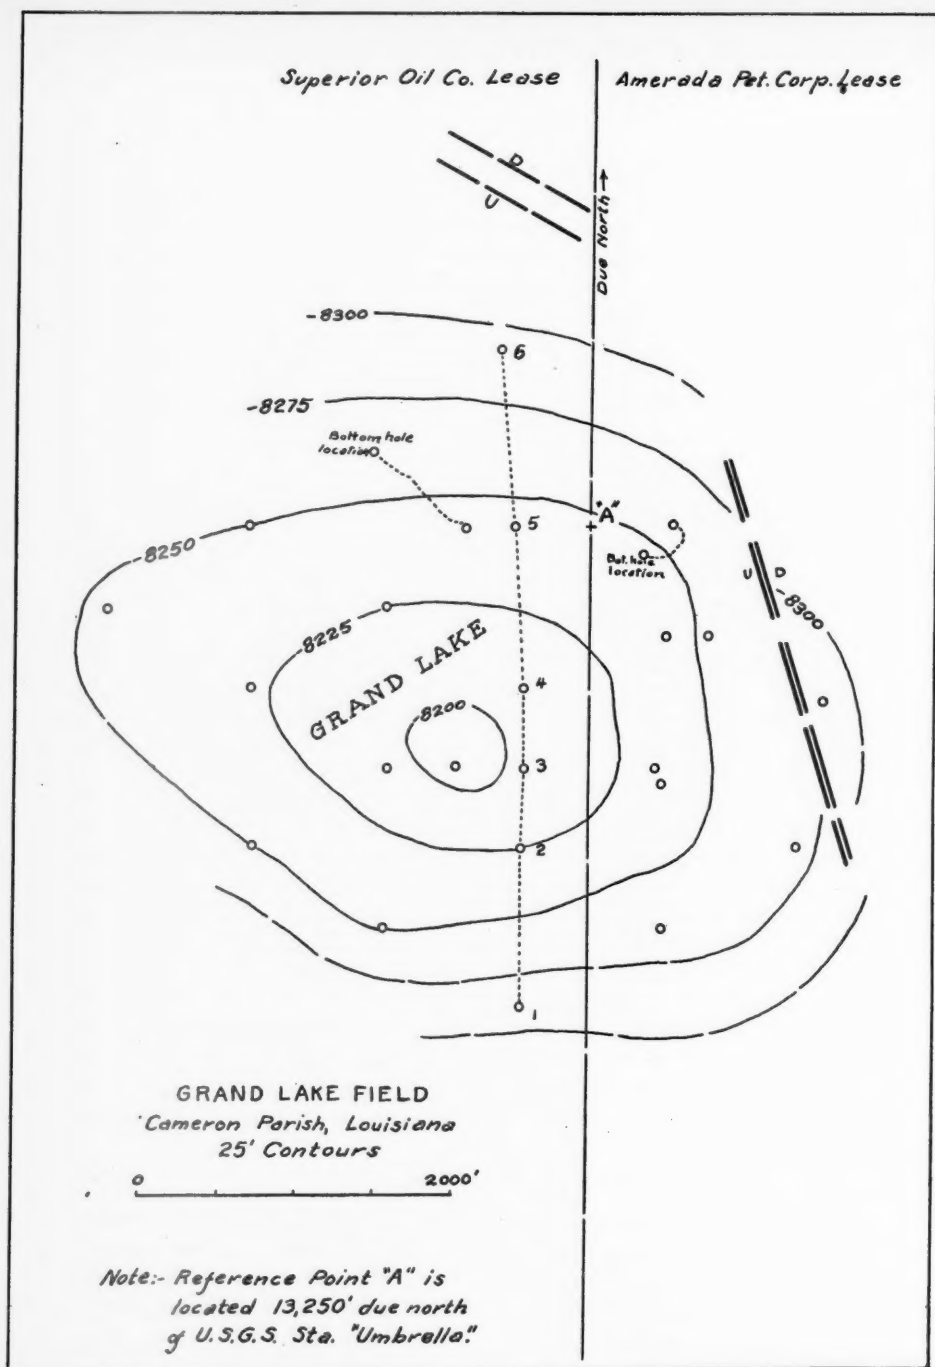 Superior Oil Co. Lease
Amerada Pet. Corp. Lease
D
U
Due North→
-8300
6
-8275
Bottom hole
location
"A"
5
-8250
Bot. hole
location
U D
-8300
-8225
GRAND LAKE
4
-8200
3
2
1
GRAND LAKE FIELD
Cameron Parish, Louisiana
25' Contours
0 2000'
Note:- Reference Point "A" is
located 13,250' due north
of U.S.G.S. Sta. "Umbrella."